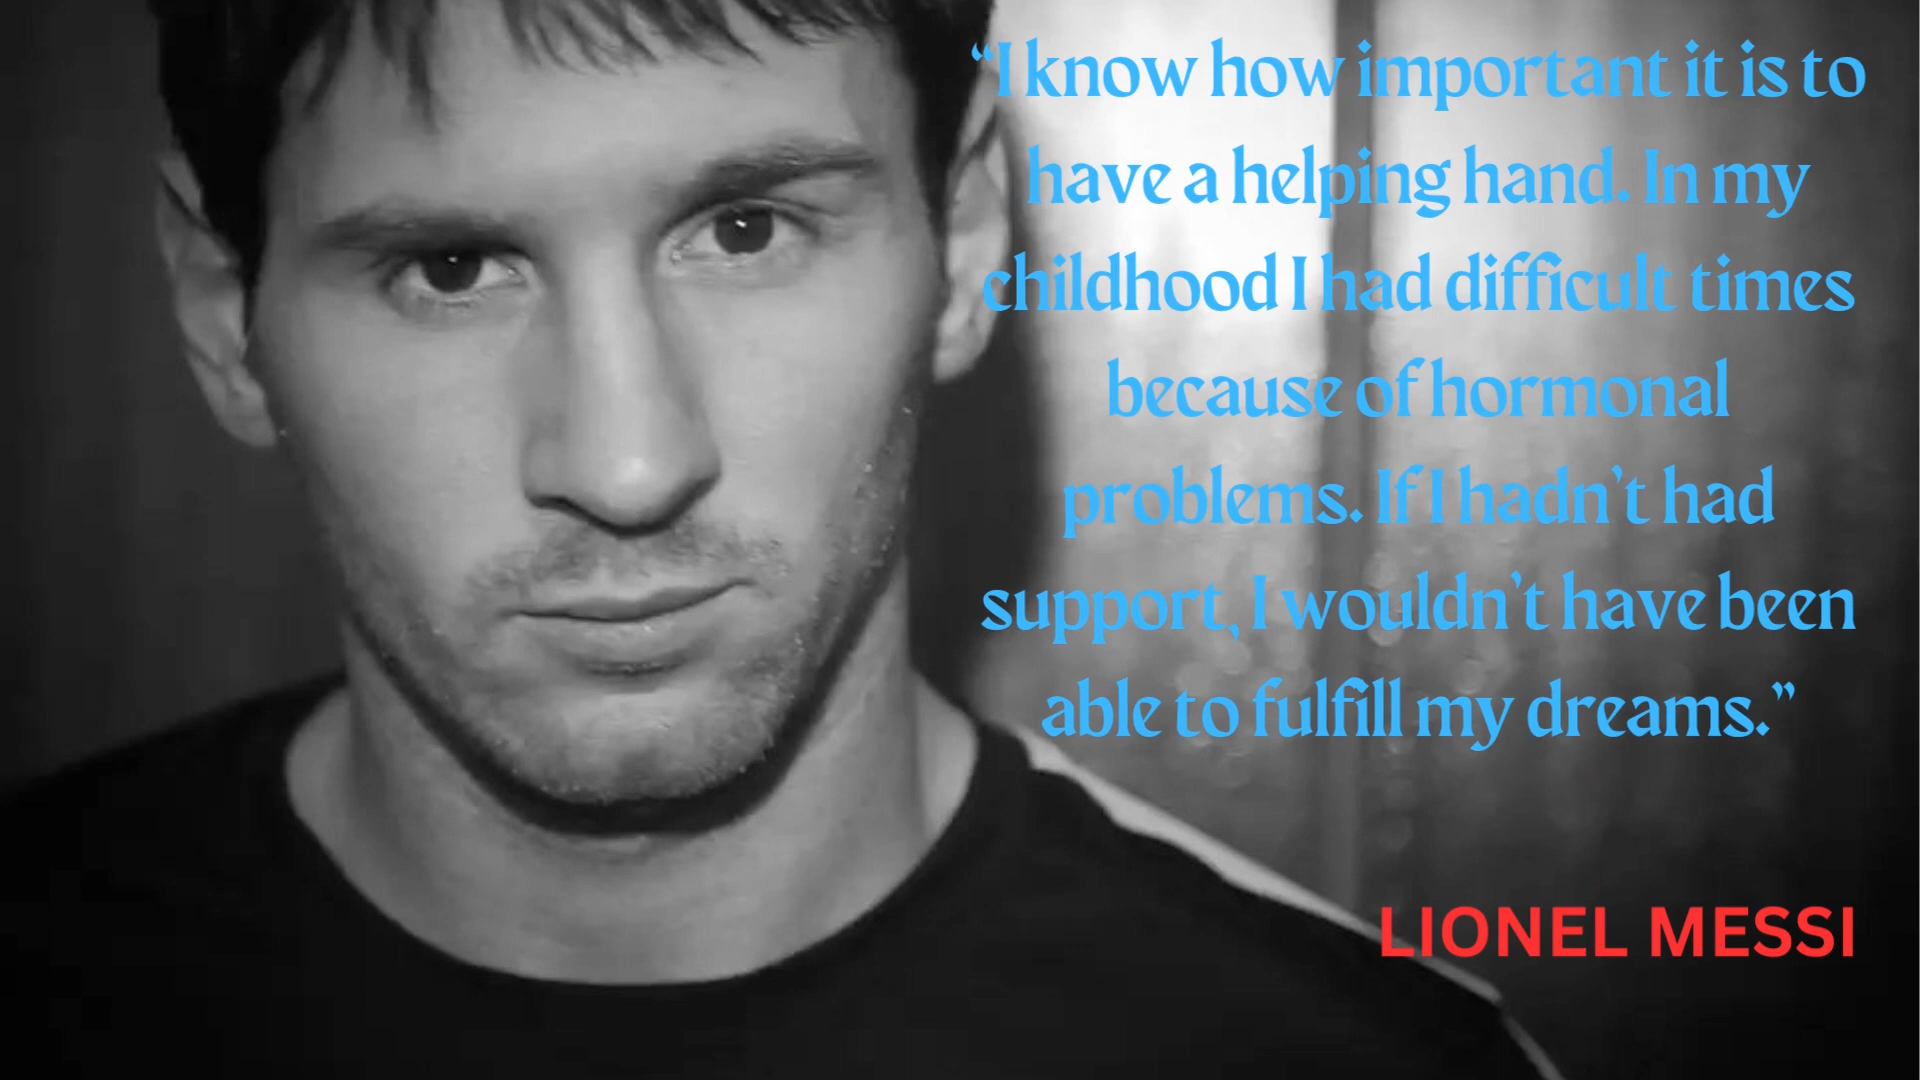 “I know how important it is to
have a helping hand. In my
childhood I had difficult times
because of hormonal
problems. If I hadn’t had
support, I wouldn’t have been
able to fulfill my dreams.”
LIONEL MESSI